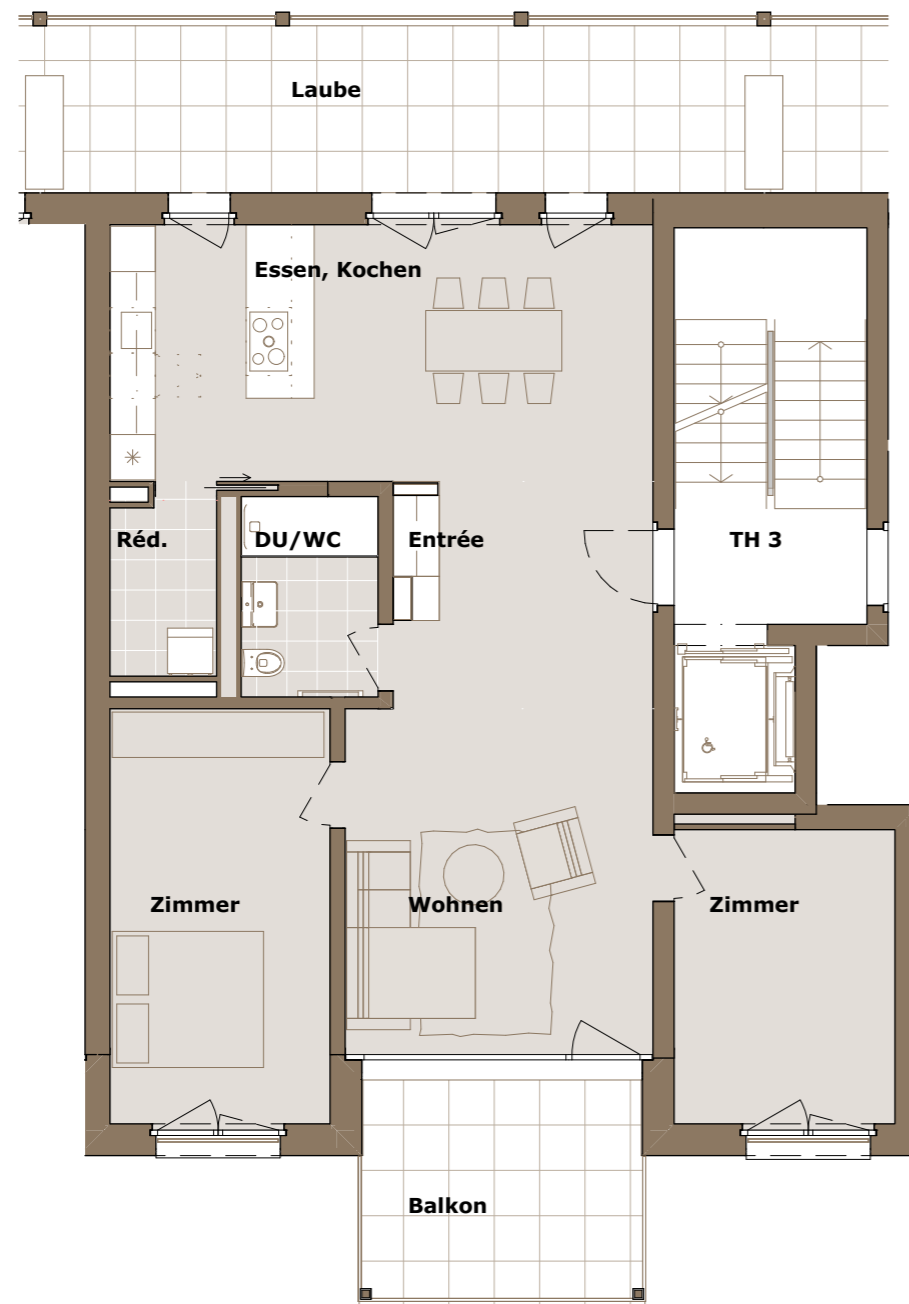 Laube
Essen, Kochen
Réd.
DU/WC
Entrée
TH 3
Zimmer
Wohnen
Zimmer
Balkon